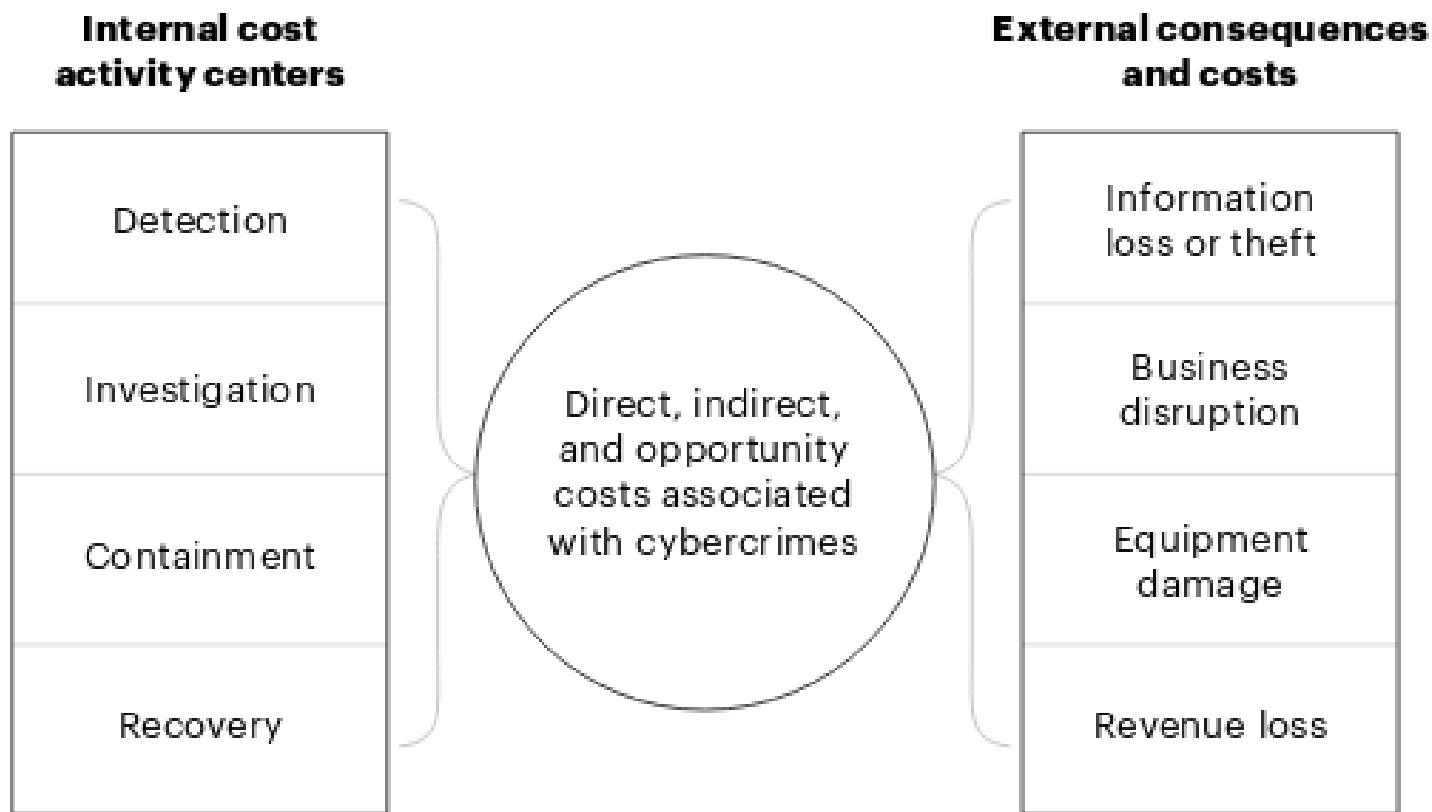 Internal cost
activity centers
Detection
Investigation
Containment
Recovery
Direct, indirect,
and opportunity
costs associated
with cybercrimes
External consequences
and costs
Information
loss or theft
Business
disruption
Equipment
damage
Revenue loss